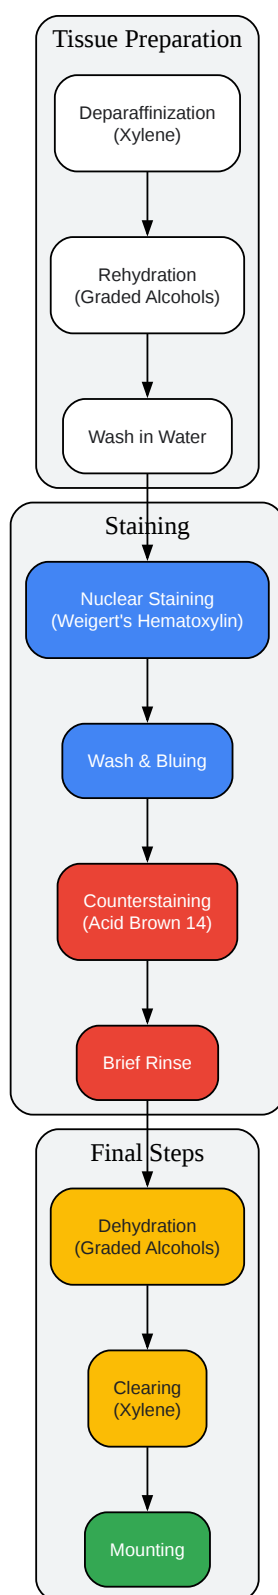 Tissue Preparation
Deparaffinization
(Xylene)
Rehydration
(Graded Alcohols)
Wash in Water
Staining
Nuclear Staining
(Weigert's Hematoxylin)
Wash & Bluing
Counterstaining
(Acid Brown 14)
Brief Rinse
Final Steps
Dehydration
(Graded Alcohols)
Clearing
(Xylene)
Mounting